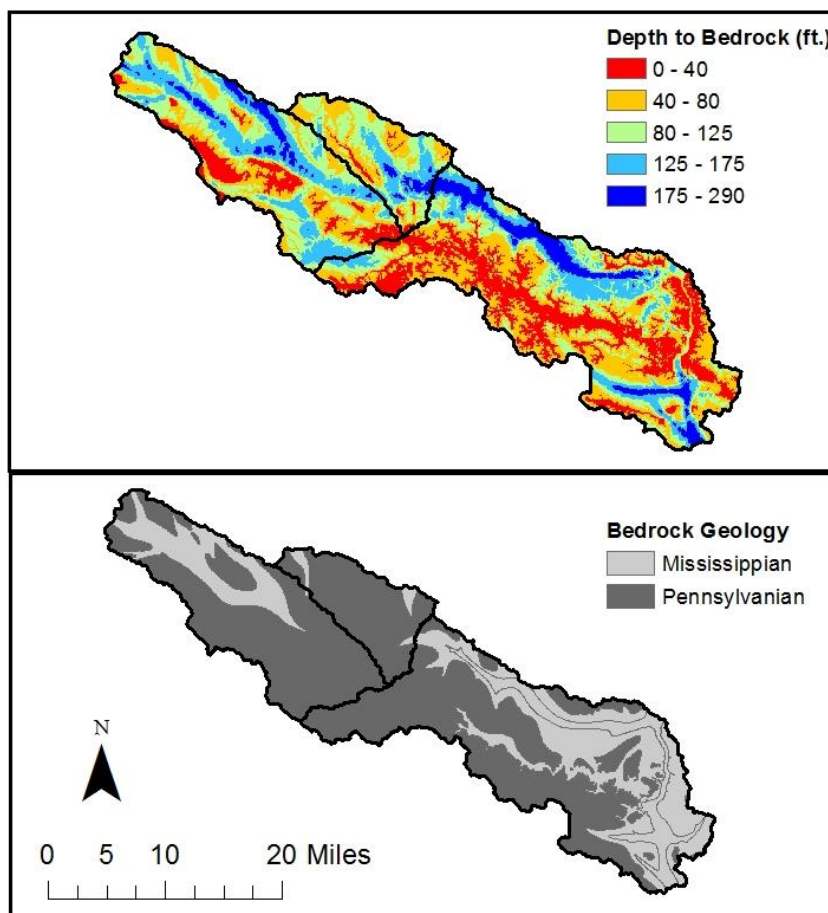 Depth to Bedrock (ft.)
0 - 40
40 - 80
80 - 125
125 - 175
175 - 290
Bedrock Geology
Mississippian
Pennsylvanian
N
0 5 10 20 Miles